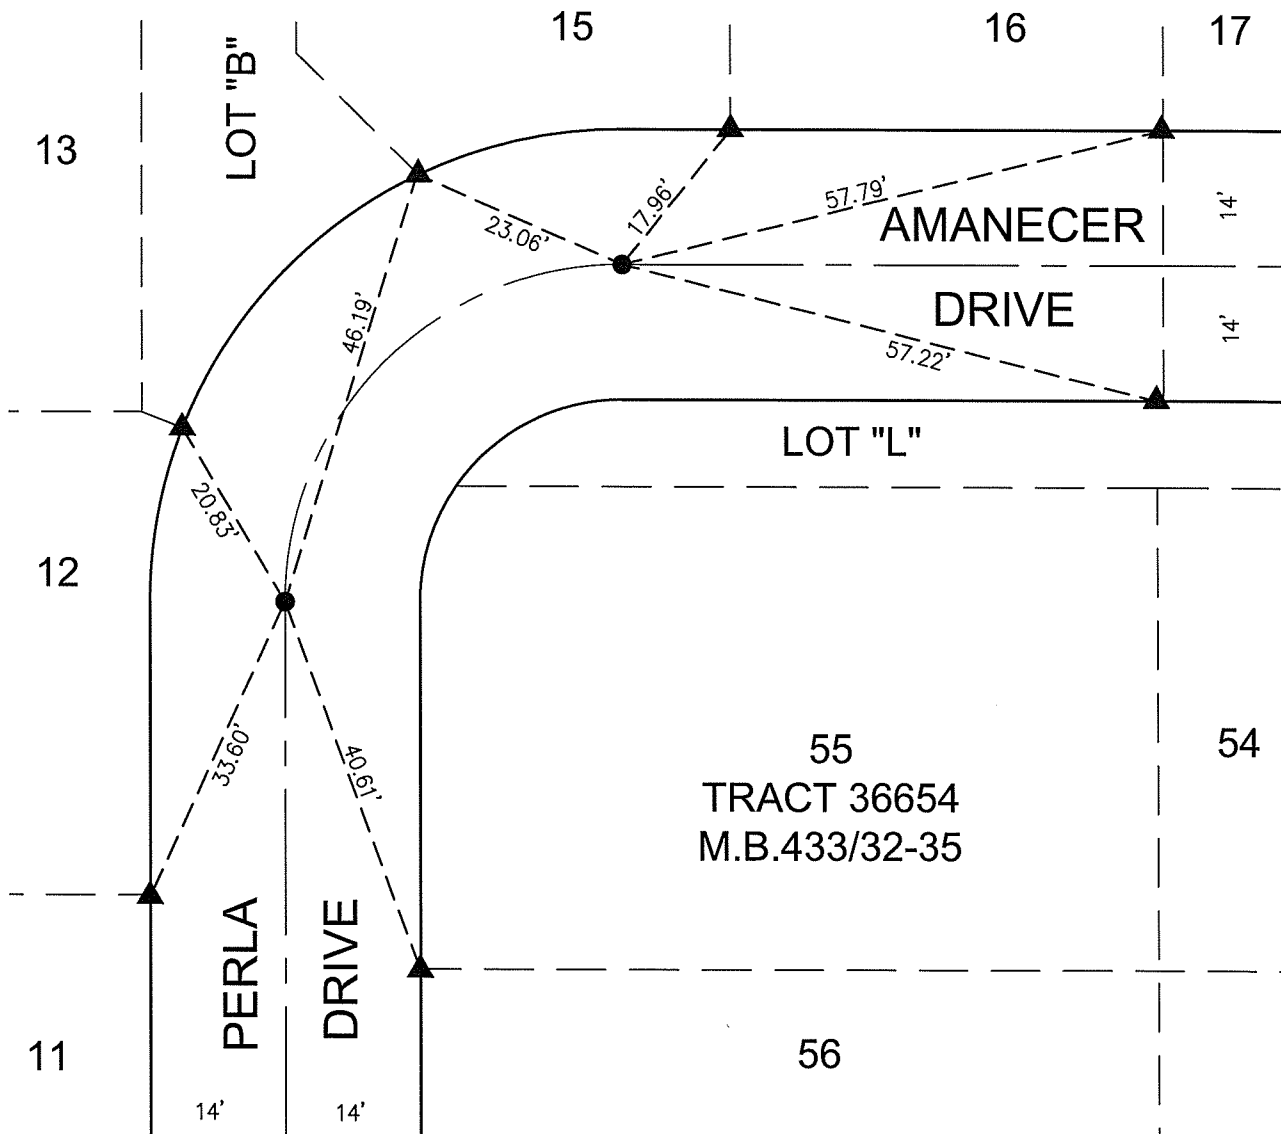 15
16
17
LOT "B"
13
23.06'
17.96'
57.79'
14'
AMANECER
DRIVE
14'
46.19'
57.22'
LOT "L"
20.83'
12
33.60'
40.61'
55
TRACT 36654
M.B.433/32-35
54
PERLA
DRIVE
11
56
14'
14'